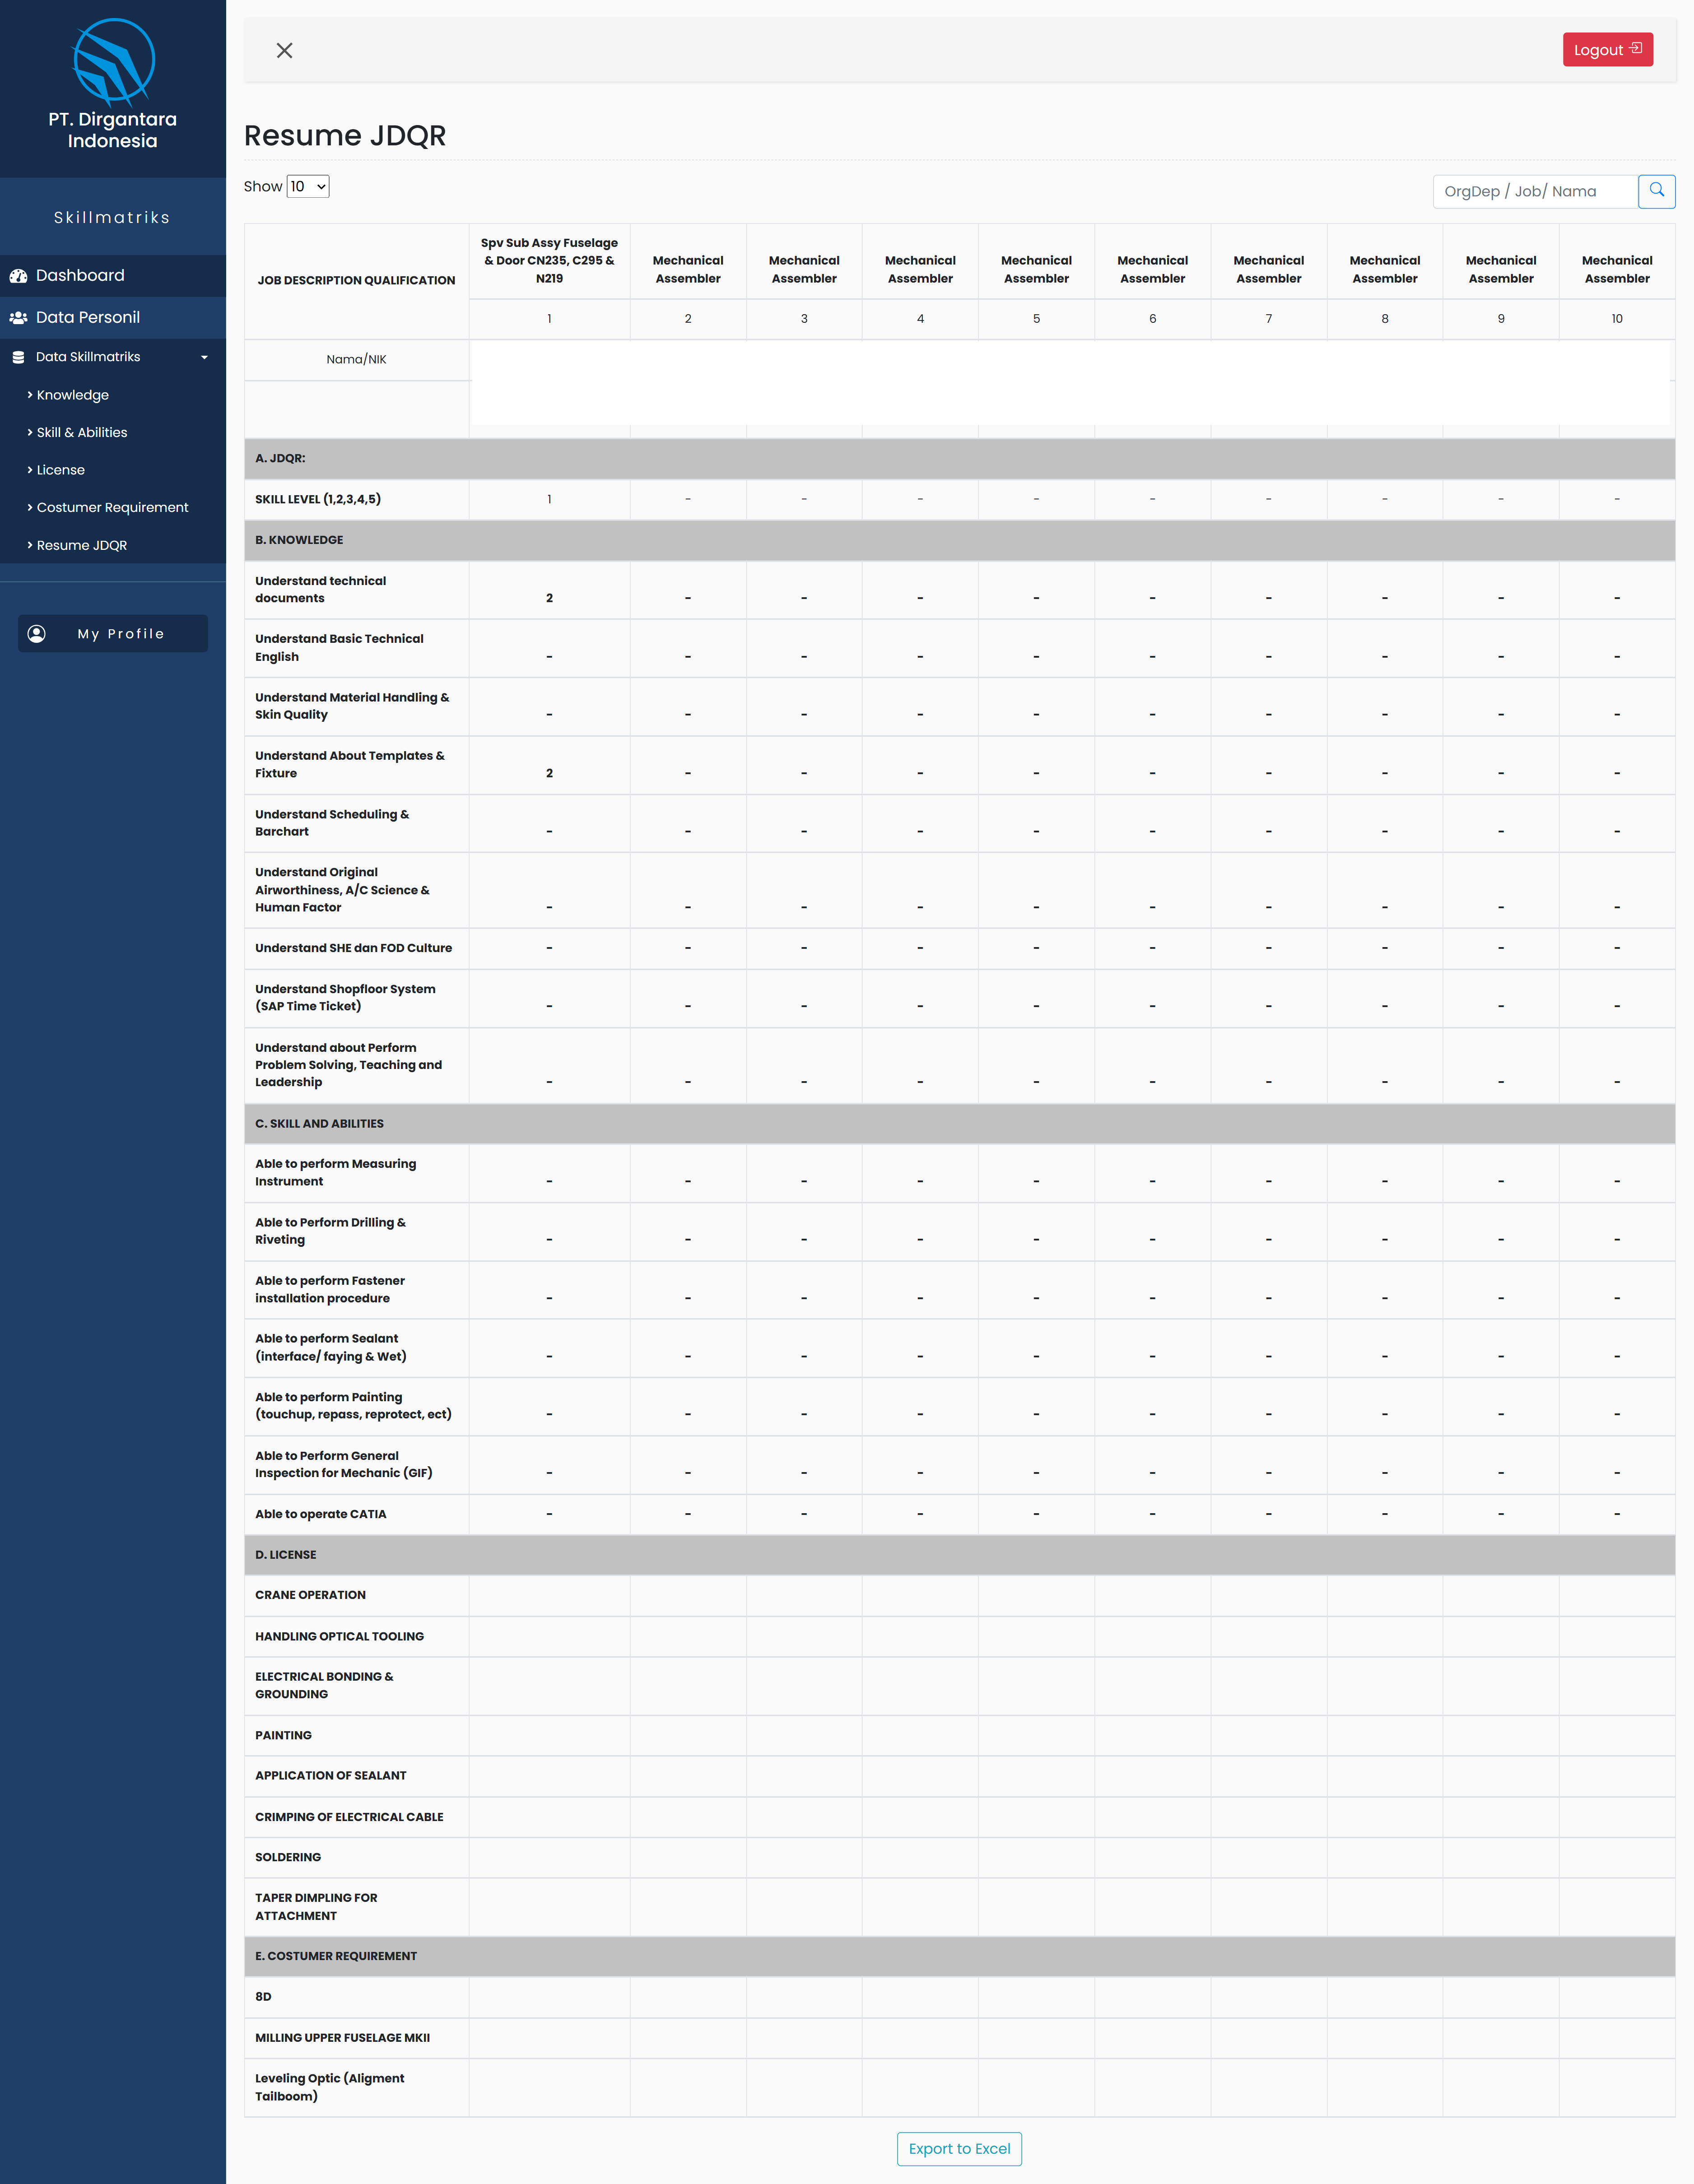 PT. Dirgantara
Indonesia
Skillmatriks
Dashboard
Data Personil
Data Skillmatriks
Knowledge
Skill & Abilities
License
Costumer Requirement
Resume JDQR
My Profile
Logout
Resume JDQR
Show 10
OrgDep / Job/ Nama
JOB DESCRIPTION QUALIFICATION
Spv Sub Assy Fuselage
& Door CN235, C295 &
N219
Mechanical
Assembler
Mechanical
Assembler
Mechanical
Assembler
Mechanical
Assembler
Mechanical
Assembler
Mechanical
Assembler
Mechanical
Assembler
Mechanical
Assembler
Mechanical
Assembler
1 2 3 4 5 6 7 8 9 10
Nama/NIK
A. JDQR:
SKILL LEVEL (1,2,3,4,5) 1 - - - - - - - - -
B. KNOWLEDGE
Understand technical
documents 2 - - - - - - - - -
Understand Basic Technical
English - - - - - - - - - -
Understand Material Handling &
Skin Quality - - - - - - - - - -
Understand About Templates &
Fixture 2 - - - - - - - - -
Understand Scheduling &
Barchart - - - - - - - - - -
Understand Original
Airworthiness, A/C Science &
Human Factor - - - - - - - - - -
Understand SHE dan FOD Culture - - - - - - - - - -
Understand Shopfloor System
(SAP Time Ticket) - - - - - - - - - -
Understand about Perform
Problem Solving, Teaching and
Leadership - - - - - - - - - -
C. SKILL AND ABILITIES
Able to perform Measuring
Instrument - - - - - - - - - -
Able to Perform Drilling &
Riveting - - - - - - - - - -
Able to perform Fastener
installation procedure - - - - - - - - - -
Able to perform Sealant
(interface/ faying & Wet) - - - - - - - - - -
Able to perform Painting
(touchup, repass, reprotect, ect) - - - - - - - - - -
Able to Perform General
Inspection for Mechanic (GIF) - - - - - - - - - -
Able to operate CATIA - - - - - - - - - -
D. LICENSE
CRANE OPERATION
HANDLING OPTICAL TOOLING
ELECTRICAL BONDING &
GROUNDING
PAINTING
APPLICATION OF SEALANT
CRIMPING OF ELECTRICAL CABLE
SOLDERING
TAPER DIMPLING FOR
ATTACHMENT
E. COSTUMER REQUIREMENT
8D
MILLING UPPER FUSELAGE MKII
Leveling Optic (Aligment
Tailboom)
Export to Excel